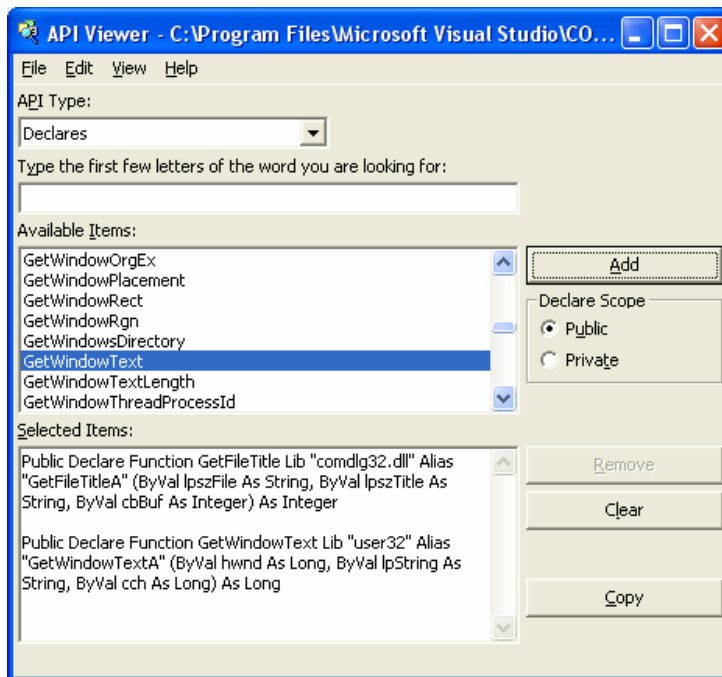 API Viewer - C:\Program Files\Microsoft Visual Studio\CO...
File Edit View Help
API Type:
Declares
Type the first few letters of the word you are looking for:
Available Items:
GetWindowOrgEx
GetWindowPlacement
GetWindowRect
GetWindowRgn
GetWindowsDirectory
GetWindowText
GetWindowTextLength
GetWindowThreadProcessId
Add
Declare Scope
Public
Private
Selected Items:
Public Declare Function GetFileTitle Lib "comdlg32.dll" Alias
"GetFileTitleA" (ByVal lpszFile As String, ByVal lpszTitle As
String, ByVal cbBuf As Integer) As Integer
Public Declare Function GetWindowText Lib "user32" Alias
"GetWindowTextA" (ByVal hwnd As Long, ByVal lpString As
String, ByVal cch As Long) As Long
Remove
Clear
Copy